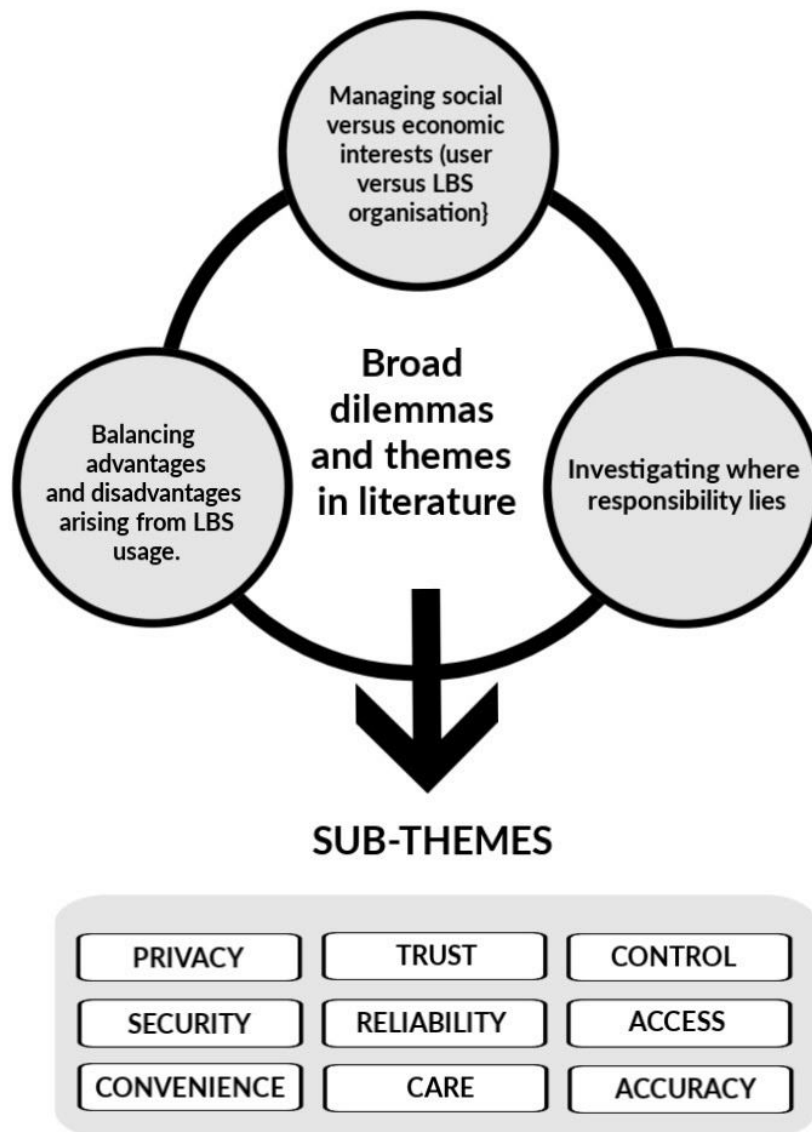 Managing social
versus economic
interests (user
versus LBS
organisation}
Broad
dilemmas
and themes
in literature
Balancing
advantages
and disadvantages
arising from LBS
usage.
Investigating where
responsibility lies
SUB-THEMES
PRIVACY
TRUST
CONTROL
SECURITY
RELIABILITY
ACCESS
CONVENIENCE
CARE
ACCURACY